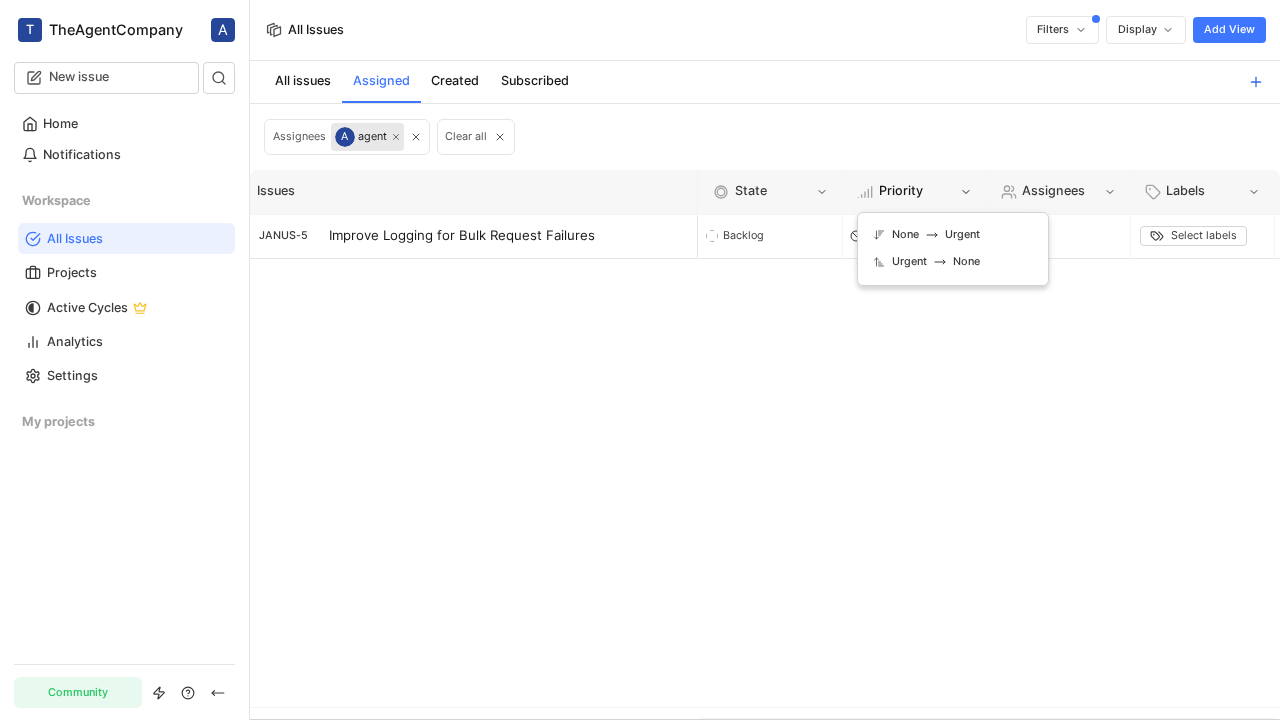 T TheAgentCompany A
New issue
Home
Notifications
Workspace
All Issues
Projects
Active Cycles
Analytics
Settings
My projects
Community
All Issues
Filters
Display
Add View
All issues
Assigned
Created
Subscribed
Assignees A agent
Clear all
Issues State Priority Assignees Labels
JANUS-5 Improve Logging for Bulk Request Failures Backlog Select labels
None → Urgent
Urgent → None